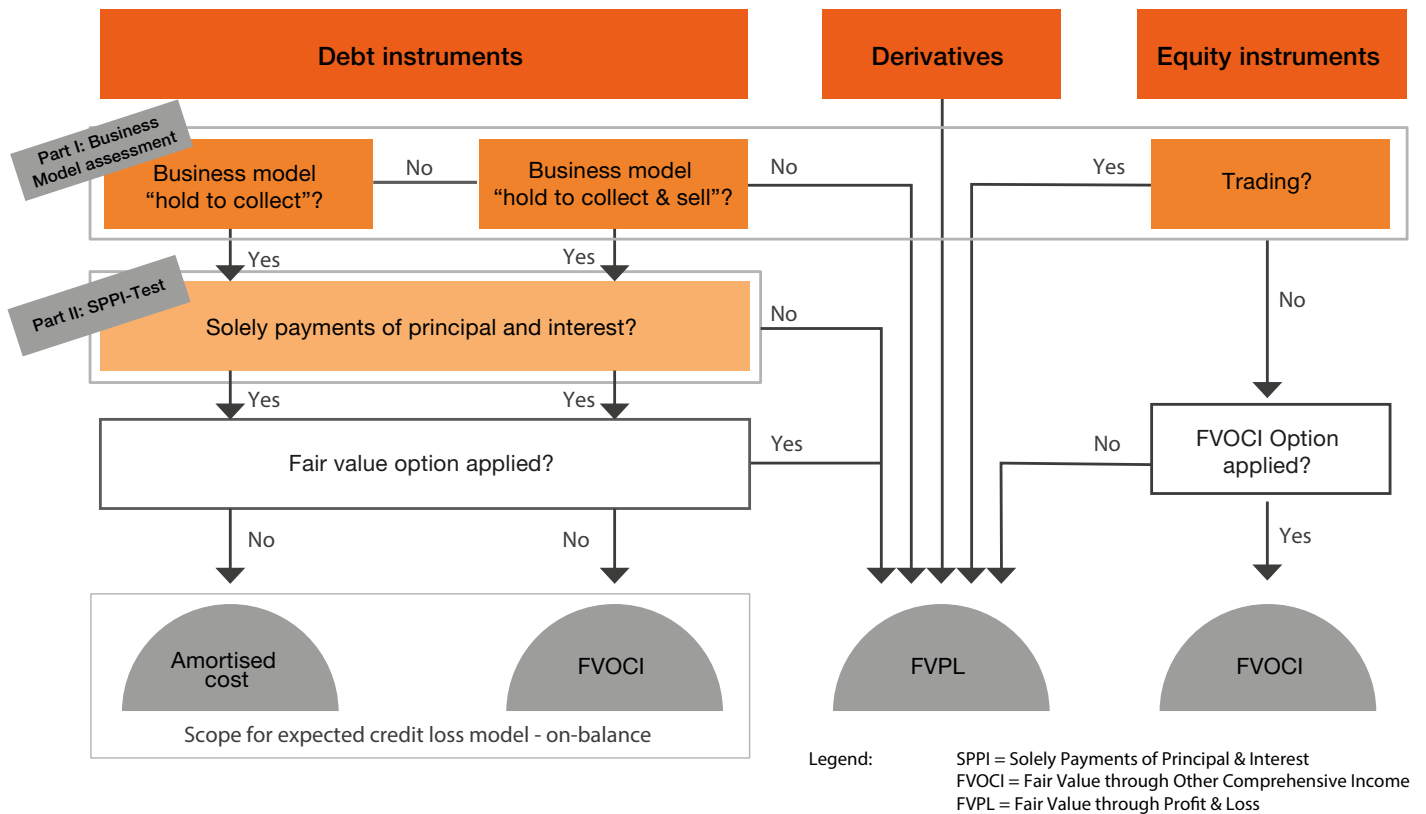 Debt instruments
Derivatives
Equity instruments
Part I: Business
Model assessment
Business model
“hold to collect”?
No
Business model
“hold to collect & sell”?
No
Yes
Trading?
Yes
Yes
No
Part II: SPPI-Test
Solely payments of principal and interest?
No
Yes
Yes
Fair value option applied?
Yes
No
FVOCI Option
applied?
No
No
Yes
Amortised
cost
FVOCI
FVPL
FVOCI
Scope for expected credit loss model - on-balance
Legend:
SPPI = Solely Payments of Principal & Interest
FVOCI = Fair Value through Other Comprehensive Income
FVPL = Fair Value through Profit & Loss